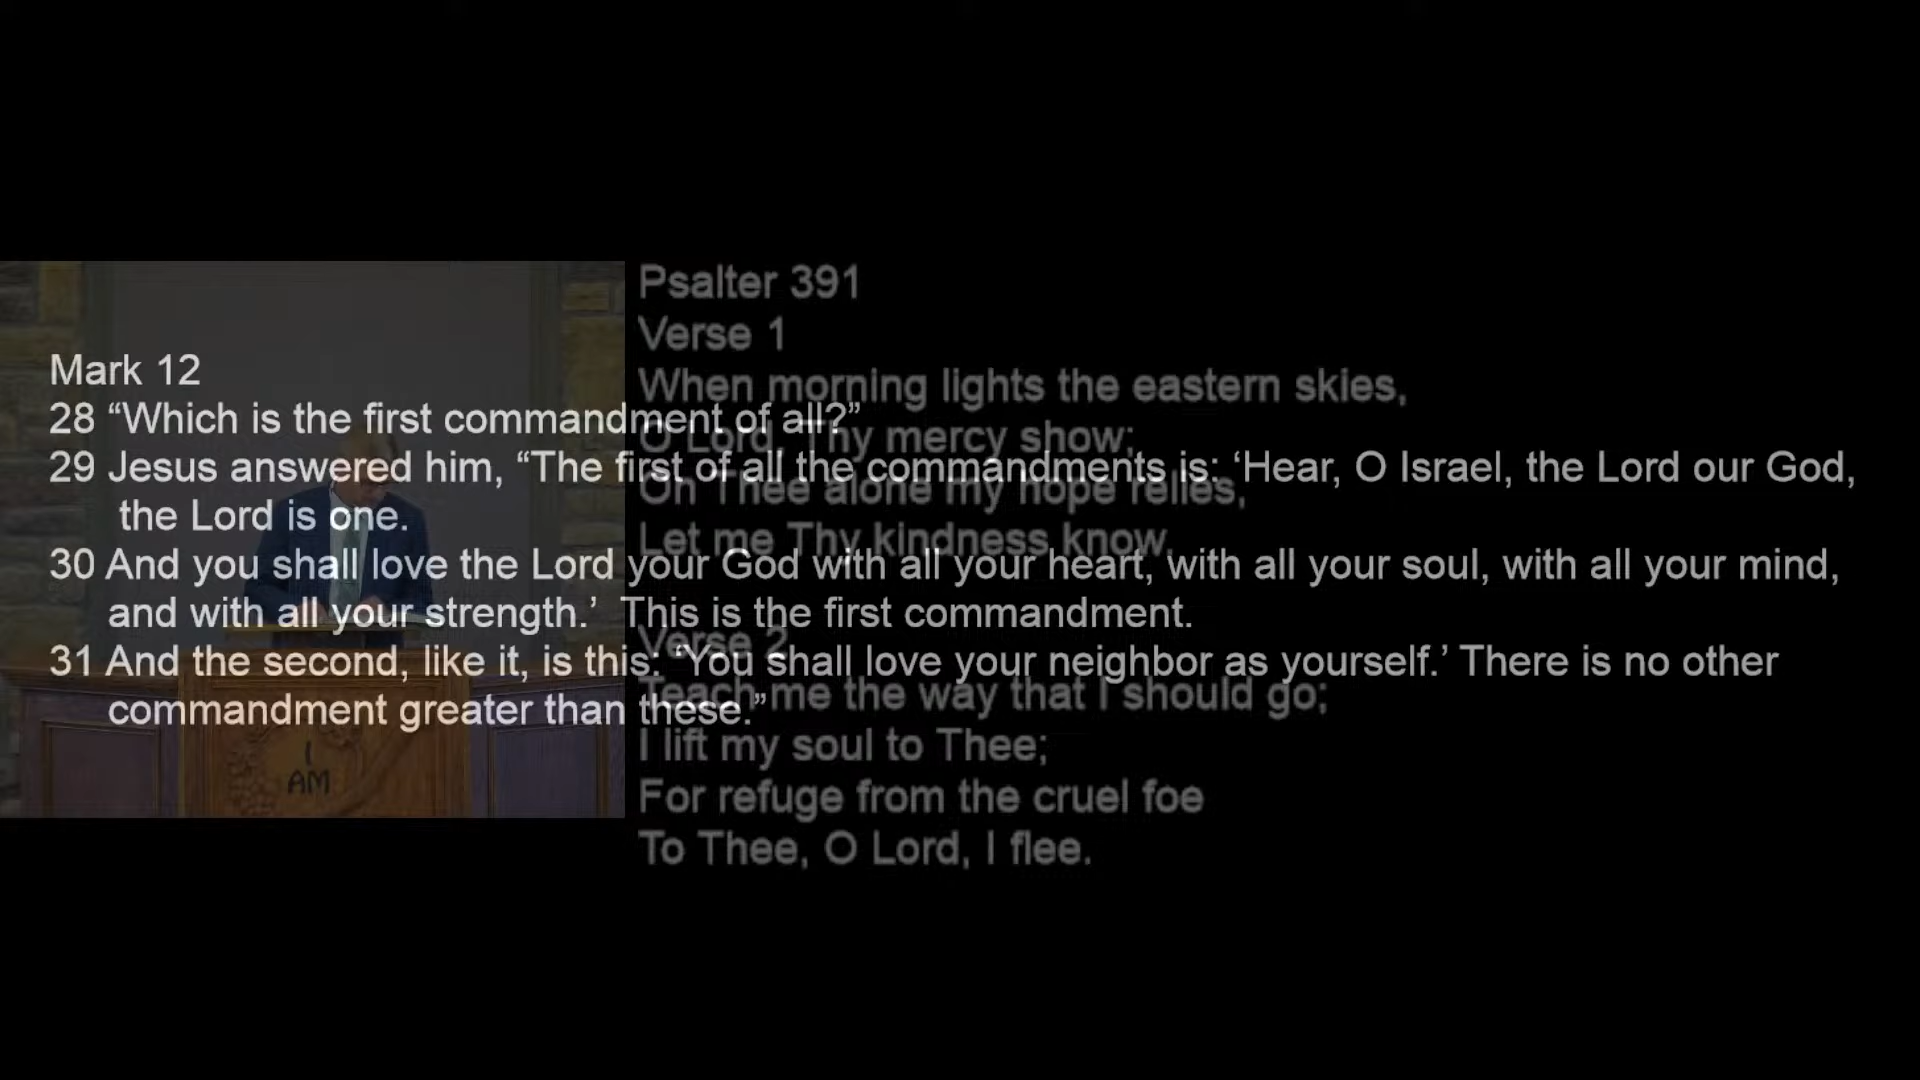 Mark 12
28 “Which is the first commandment of all?”
29 Jesus answered him, “The first of all the commandments is: ‘Hear, O Israel, the Lord our God,
the Lord is one.
30 And you shall love the Lord your God with all your heart, with all your soul, with all your mind,
and with all your strength.’ This is the first commandment.
31 And the second, like it, is this: ‘You shall love your neighbor as yourself.’ There is no other
commandment greater than these.”
Psalter 391
Verse 1
When morning lights the eastern skies,
O Lord, Thy mercy show;
On Thee alone my hope relies,
Let me Thy kindness know.
Verse 2
Teach me the way that I should go;
I lift my soul to Thee;
For refuge from the cruel foe
To Thee, O Lord, I flee.
I
AM